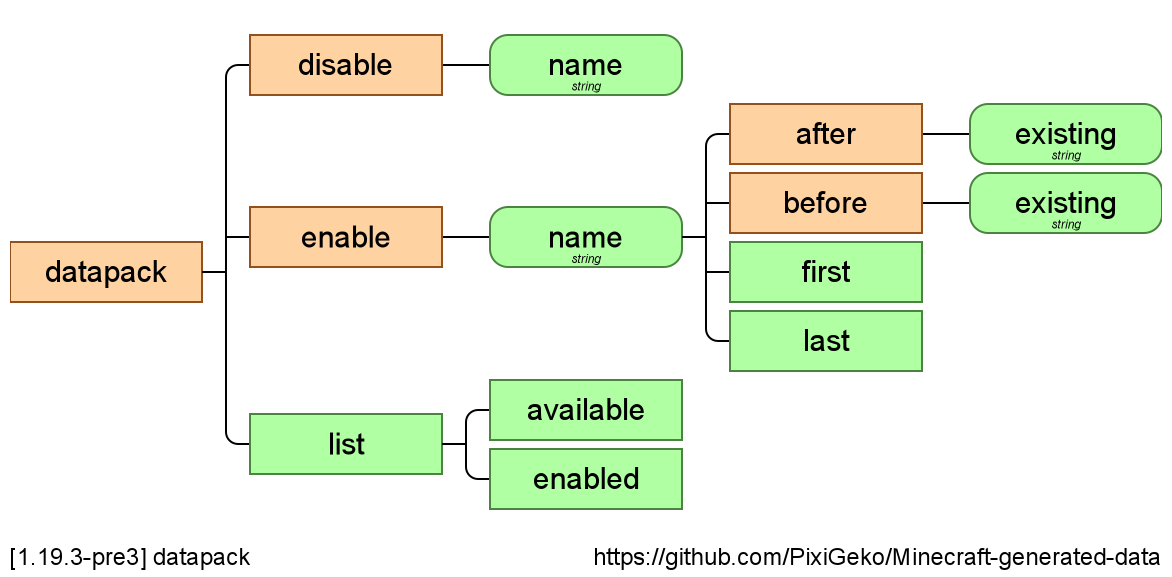 disable
name
string
after
existing
string
before
existing
string
enable
name
string
first
datapack
last
available
list
enabled
[1.19.3-pre3] datapack
https://github.com/PixiGeko/Minecraft-generated-data